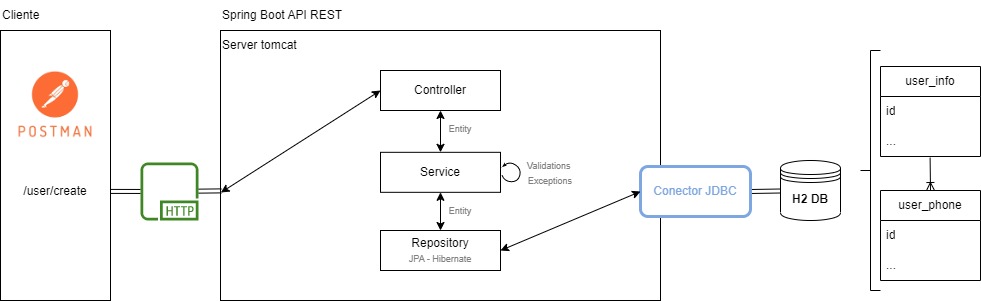 Cliente
Spring Boot API REST
Server tomcat
POSTMAN
/user/create
HTTP
Controller
Entity
Service
Validations
Exceptions
Entity
Repository
JPA - Hibernate
Conector JDBC
H2 DB
user_info
id
...
user_phone
id
...